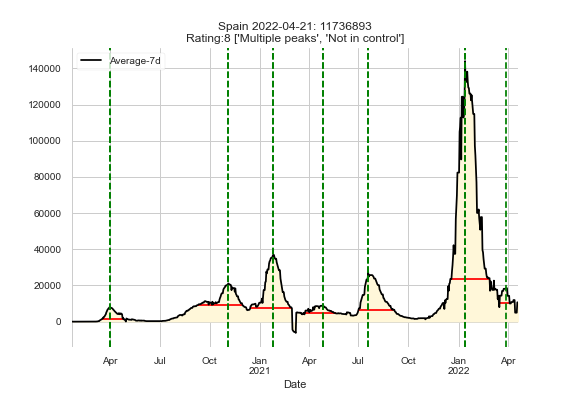 Spain 2022-04-21: 11736893
Rating:8 ['Multiple peaks', 'Not in control']
Average-7d
140000
120000
100000
80000
60000
40000
20000
0
Apr
Jul
Oct
Jan
2021
Apr
Jul
Oct
Jan
2022
Apr
Date